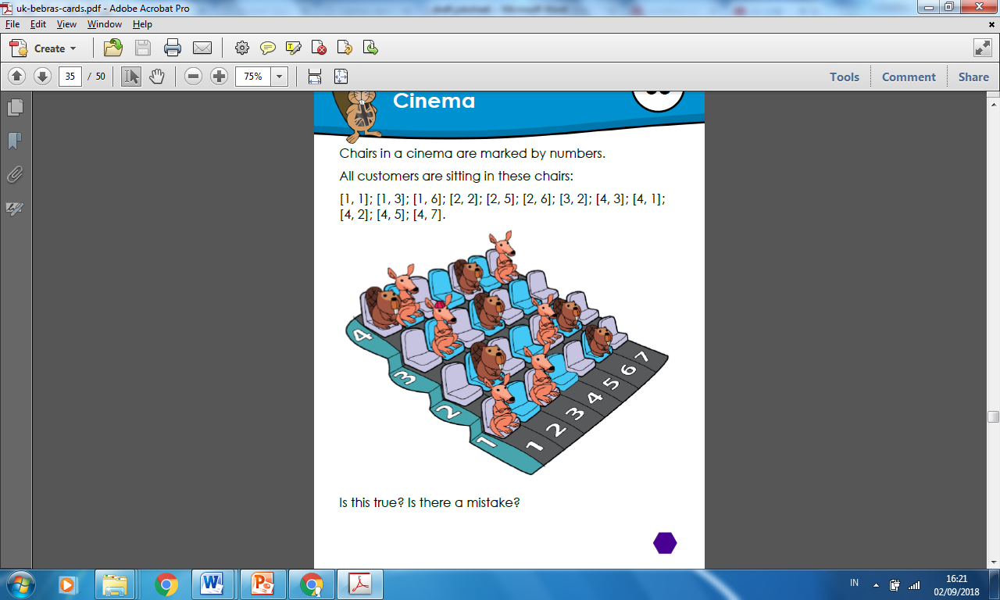 uk-bebras-cards.pdf - Adobe Acrobat Pro
File Edit View Window Help
Create
35 / 50
75%
Tools Comment Share
Cinema
Chairs in a cinema are marked by numbers.
All customers are sitting in these chairs:
[1, 1]; [1, 3]; [1, 6]; [2, 2]; [2, 5]; [2, 6]; [3, 2]; [4, 3]; [4, 1];
[4, 2]; [4, 5]; [4, 7].
4
3
2
1
1 2 3 4 5 6 7
Is this true? Is there a mistake?
IN
16:21
02/09/2018